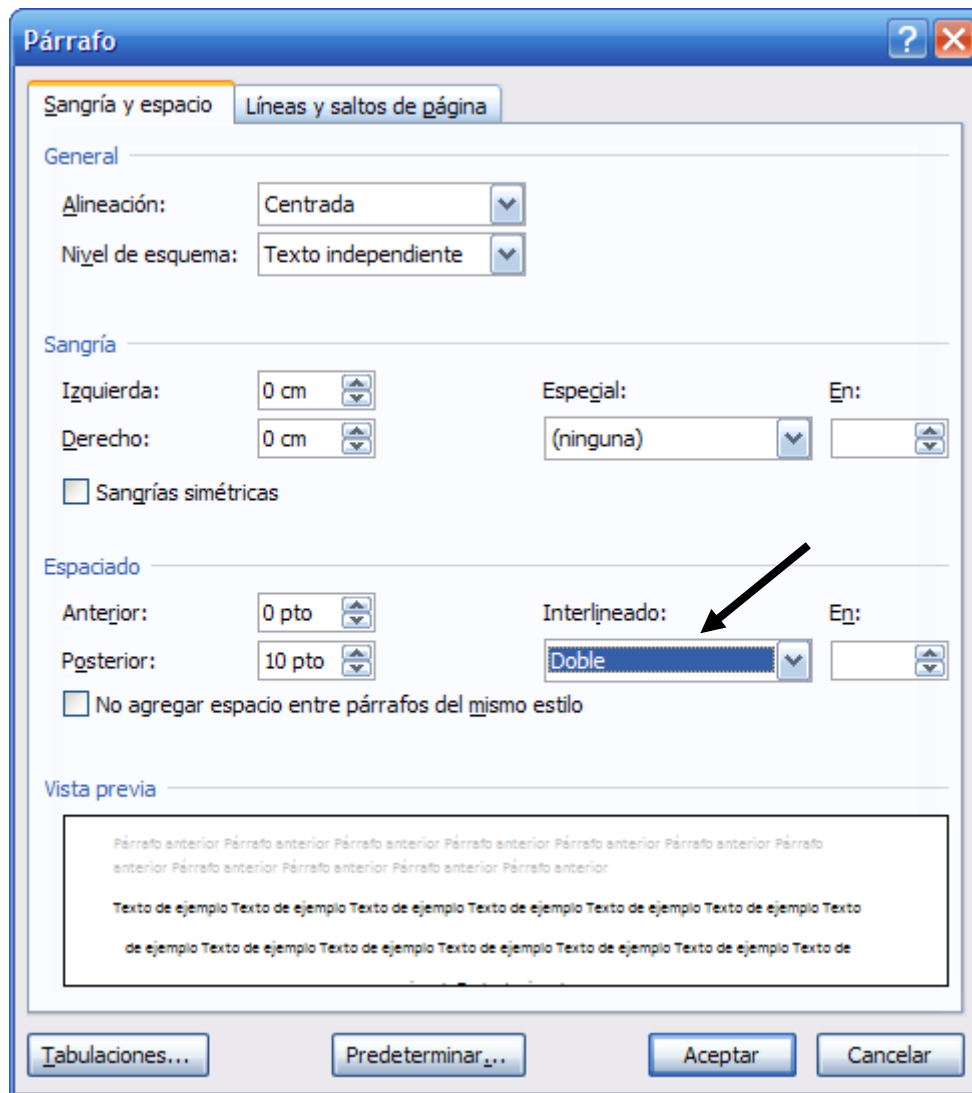 Párrafo
Sangría y espacio Líneas y saltos de página
General
Alineación: Centrada
Nivel de esquema: Texto independiente
Sangría
Izquierda: 0 cm Especial: En:
Derecho: 0 cm (ninguna)
Sangrías simétricas
Espaciado
Anterior: 0 pto Interlineado: En:
Posterior: 10 pto Doble
No agregar espacio entre párrafos del mismo estilo
Vista previa
Párrafo anterior Párrafo anterior Párrafo anterior Párrafo anterior Párrafo anterior Párrafo anterior Párrafo
anterior Párrafo anterior Párrafo anterior Párrafo anterior Párrafo anterior
Texto de ejemplo Texto de ejemplo Texto de ejemplo Texto de ejemplo Texto de ejemplo Texto de ejemplo Texto
de ejemplo Texto de ejemplo Texto de ejemplo Texto de ejemplo Texto de ejemplo Texto de ejemplo Texto de
Tabulaciones... Predeterminar... Aceptar Cancelar